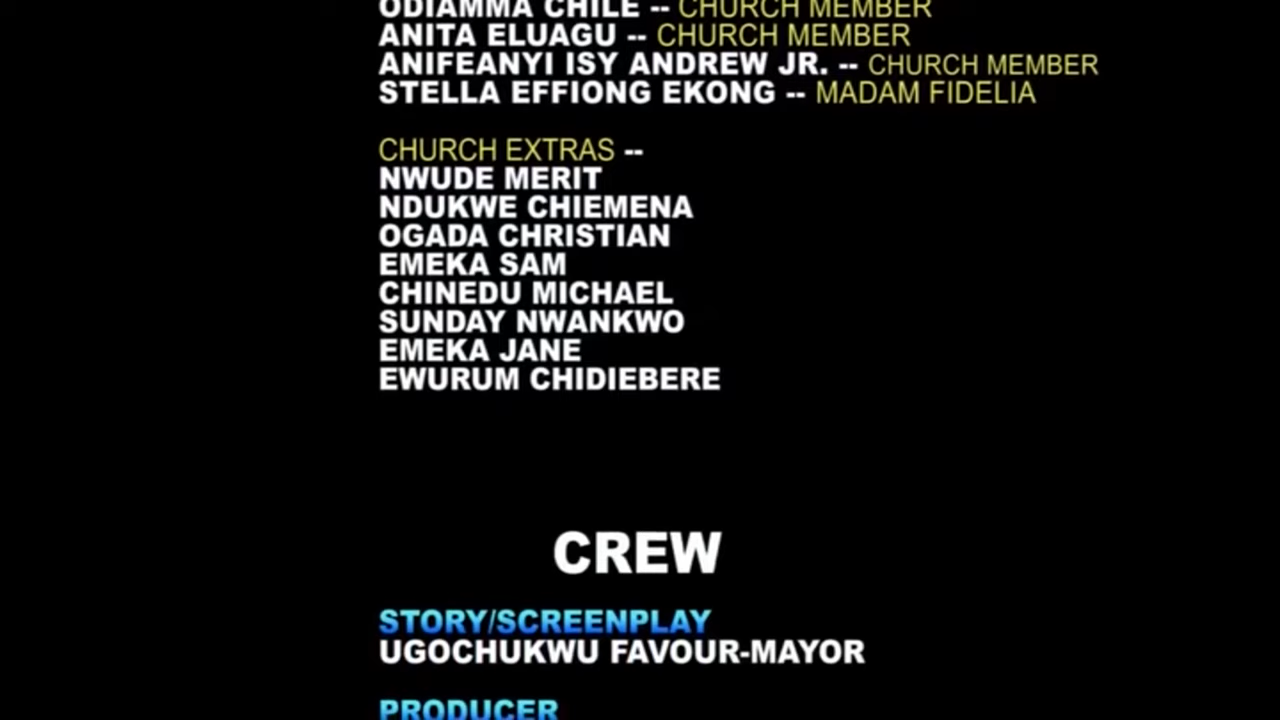 ODIAMMA CHILE -- CHURCH MEMBER
ANITA ELUAGU -- CHURCH MEMBER
ANIFEANYI ISY ANDREW JR. -- CHURCH MEMBER
STELLA EFFIONG EKONG -- MADAM FIDELIA
CHURCH EXTRAS --
NWUDE MERIT
NDUKWE CHIEMENA
OGADA CHRISTIAN
EMEKA SAM
CHINEDU MICHAEL
SUNDAY NWANKWO
EMEKA JANE
EWURUM CHIDIEBERE
CREW
STORY/SCREENPLAY
UGOCHUKWU FAVOUR-MAYOR
PRODUCER